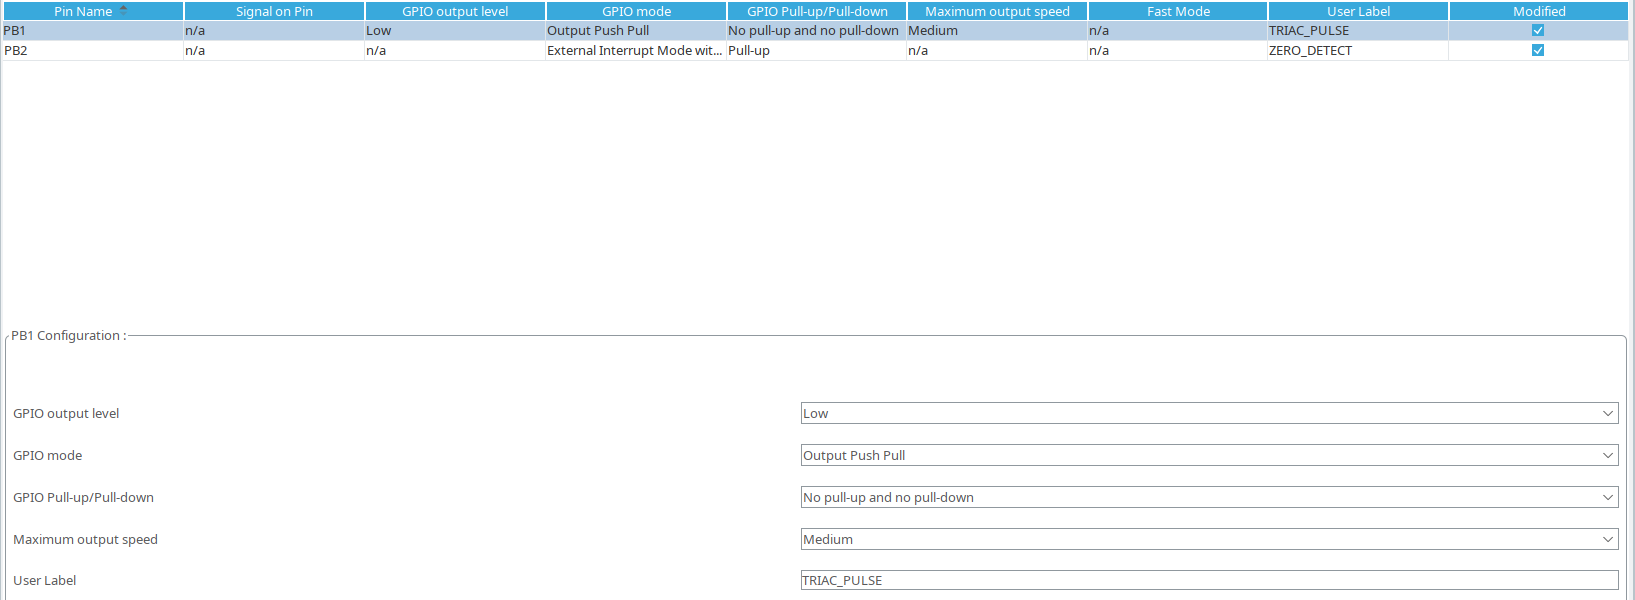 Pin Name Signal on Pin GPIO output level GPIO mode GPIO Pull-up/Pull-down Maximum output speed Fast Mode User Label Modified
PB1 n/a Low Output Push Pull No pull-up and no pull-down Medium n/a TRIAC_PULSE
PB2 n/a n/a External Interrupt Mode wit... Pull-up n/a n/a ZERO_DETECT
PB1 Configuration :
GPIO output level Low
GPIO mode Output Push Pull
GPIO Pull-up/Pull-down No pull-up and no pull-down
Maximum output speed Medium
User Label TRIAC_PULSE